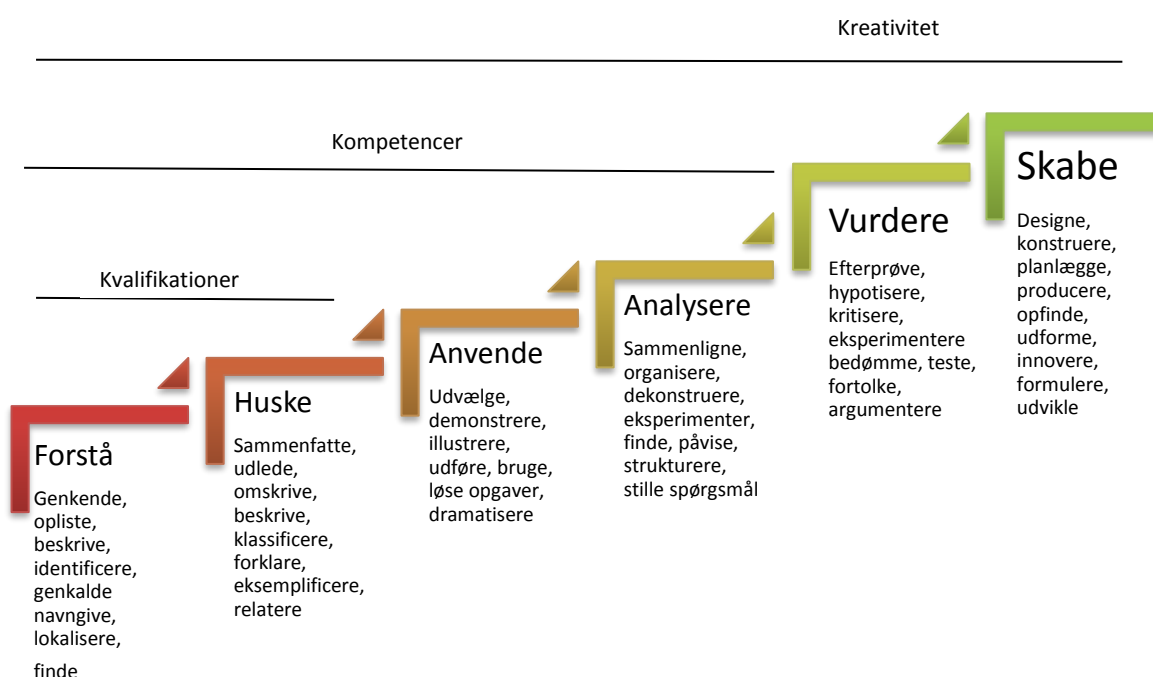 Kreativitet
Kompetencer
Kvalifikationer
Forstå
Genkende,
opliste,
beskrive,
identificere,
genkalde
navngive,
lokalisere,
finde
Huske
Sammenfatte,
udlede,
omskrive,
beskrive,
klassificere,
forklare,
eksemplificere,
relatere
Anvende
Udvælge,
demonstrere,
illustrere,
udføre, bruge,
løse opgaver,
dramatisere
Analysere
Sammenligne,
organisere,
dekonstruere,
eksperimenter,
finde, påvise,
strukturere,
stille spørgsmål
Vurdere
Efterprøve,
hypotisere,
kritisere,
eksperimentere
bedømme, teste,
fortolke,
argumentere
Skabe
Designe,
konstruere,
planlægge,
producere,
opfinde,
udforme,
innovere,
formulere,
udvikle